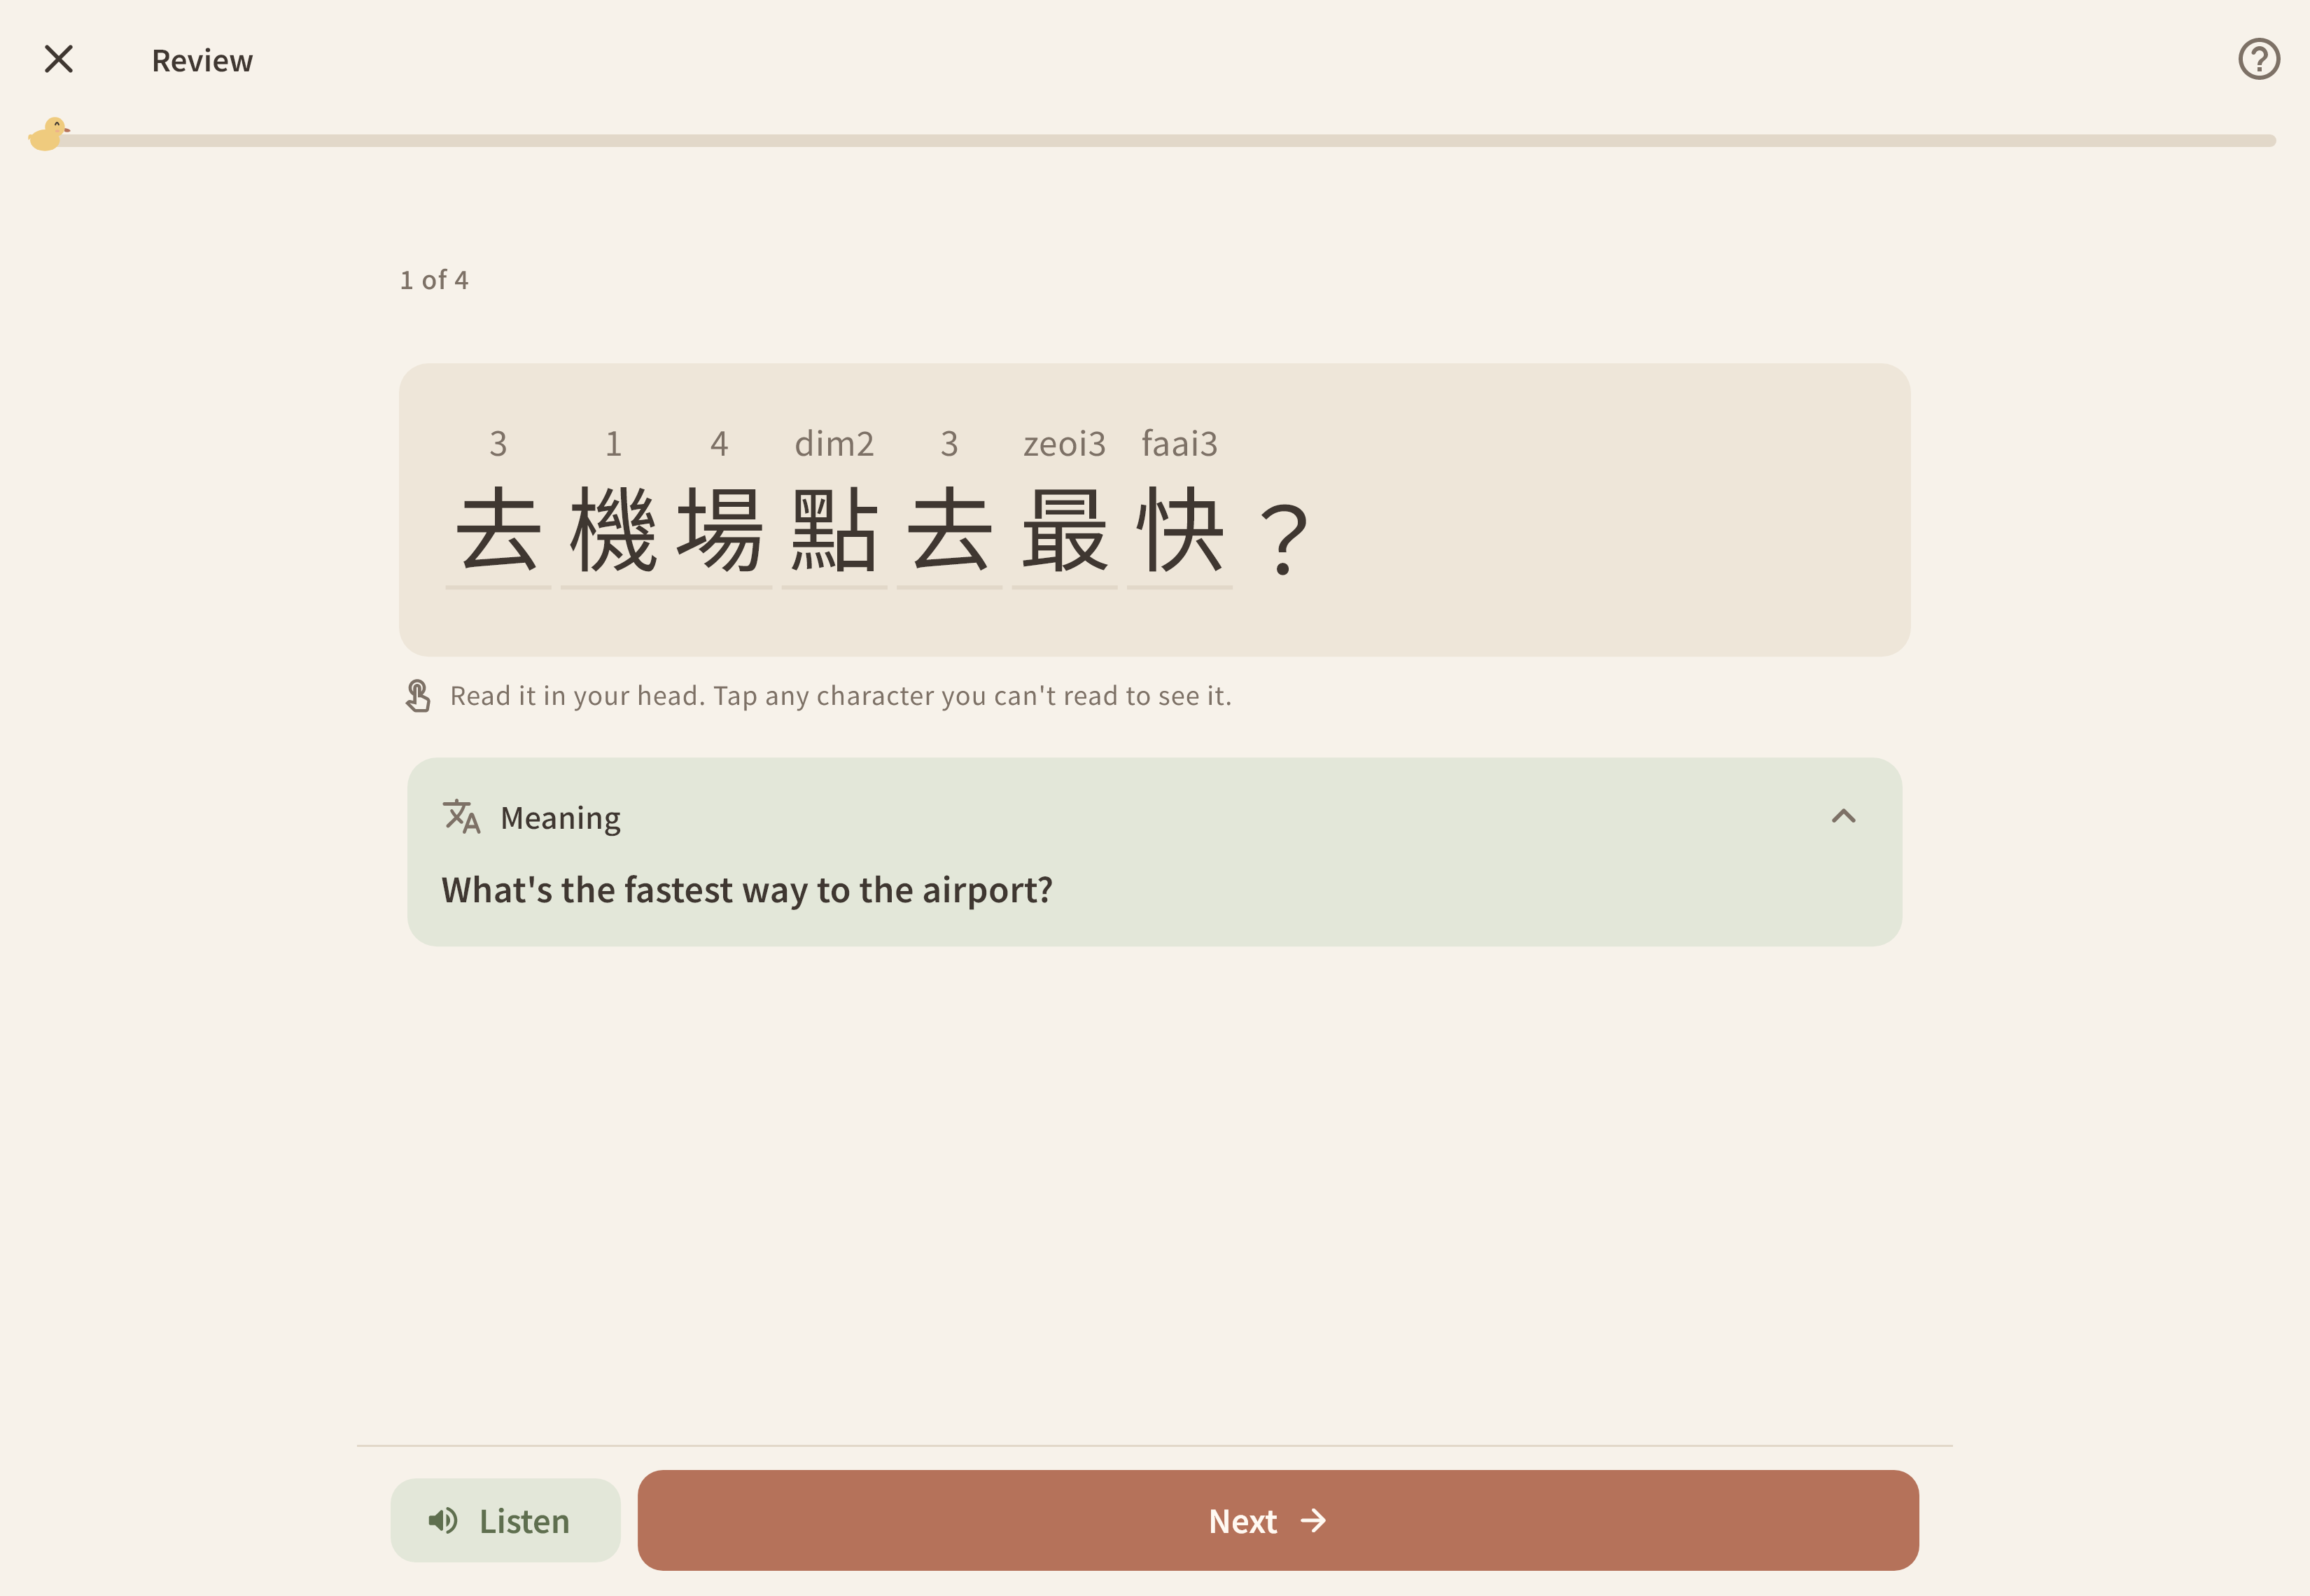 Review
1 of 4
3 1 4 dim2 3 zeoi3 faai3
去機場點去最快？
Read it in your head. Tap any character you can't read to see it.
Meaning
What's the fastest way to the airport?
Listen
Next